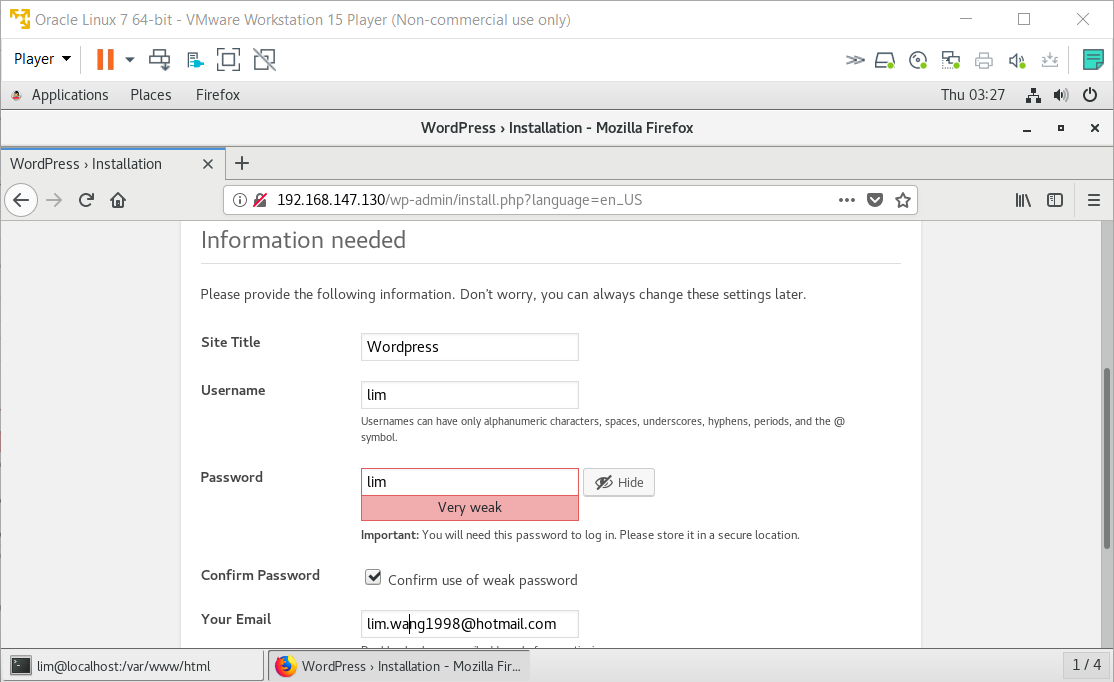 Oracle Linux 7 64-bit - VMware Workstation 15 Player (Non-commercial use only)
Player
Applications Places Firefox Thu 03:27
WordPress › Installation - Mozilla Firefox
WordPress › Installation
192.168.147.130/wp-admin/install.php?language=en_US
Information needed
Please provide the following information. Don't worry, you can always change these settings later.
Site Title Wordpress
Username lim
Usernames can have only alphanumeric characters, spaces, underscores, hyphens, periods, and the @
symbol.
Password lim Hide
Very weak
Important: You will need this password to log in. Please store it in a secure location.
Confirm Password Confirm use of weak password
Your Email lim.wang1998@hotmail.com
lim@localhost:/var/www/html WordPress › Installation - Mozilla Fir... 1 / 4